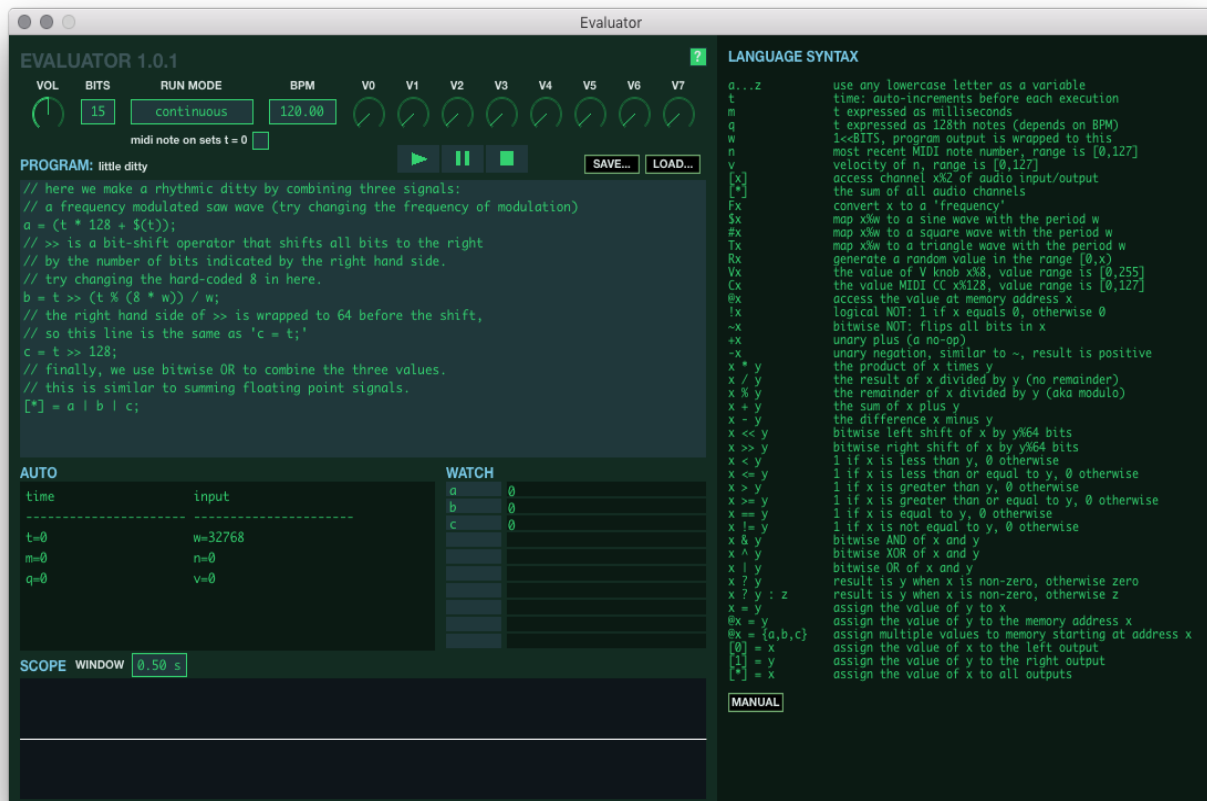 Evaluator
EVALUATOR 1.0.1
?
VOL BITS RUN MODE BPM V0 V1 V2 V3 V4 V5 V6 V7
15 continuous 120.00
midi note on sets t = 0
PROGRAM: little ditty
SAVE... LOAD...
// here we make a rhythmic ditty by combining three signals:
// a frequency modulated saw wave (try changing the frequency of modulation)
a = (t * 128 + $(t));
// >> is a bit-shift operator that shifts all bits to the right
// by the number of bits indicated by the right hand side.
// try changing the hard-coded 8 in here.
b = t >> (t % (8 * w)) / w;
// the right hand side of >> is wrapped to 64 before the shift,
// so this line is the same as 'c = t;'
c = t >> 128;
// finally, we use bitwise OR to combine the three values.
// this is similar to summing floating point signals.
[*] = a | b | c;
AUTO
time input
---------------------- ----------------------
t=0 w=32768
m=0 n=0
q=0 v=0
WATCH
a 0
b 0
c 0
SCOPE WINDOW 0.50 s
LANGUAGE SYNTAX
a...z use any lowercase letter as a variable
t time: auto-increments before each execution
m t expressed as milliseconds
q t expressed as 128th notes (depends on BPM)
w 1<<BITS, program output is wrapped to this
n most recent MIDI note number, range is [0,127]
v velocity of n, range is [0,127]
[x] access channel x%2 of audio input/output
[*] the sum of all audio channels
Fx convert x to a 'frequency'
$x map x%w to a sine wave with the period w
#x map x%w to a square wave with the period w
Tx map x%w to a triangle wave with the period w
Rx generate a random value in the range [0,x)
Vx the value of V knob x%8, value range is [0,255]
Cx the value MIDI CC x%128, value range is [0,127]
@x access the value at memory address x
!x logical NOT: 1 if x equals 0, otherwise 0
~x bitwise NOT: flips all bits in x
+x unary plus (a no-op)
-x unary negation, similar to ~, result is positive
x * y the product of x times y
x / y the result of x divided by y (no remainder)
x % y the remainder of x divided by y (aka modulo)
x + y the sum of x plus y
x - y the difference x minus y
x << y bitwise left shift of x by y%64 bits
x >> y bitwise right shift of x by y%64 bits
x < y 1 if x is less than y, 0 otherwise
x <= y 1 if x is less than or equal to y, 0 otherwise
x > y 1 if x is greater than y, 0 otherwise
x >= y 1 if x is greater than or equal to y, 0 otherwise
x == y 1 if x is equal to y, 0 otherwise
x != y 1 if x is not equal to y, 0 otherwise
x & y bitwise AND of x and y
x ^ y bitwise XOR of x and y
x | y bitwise OR of x and y
x ? y result is y when x is non-zero, otherwise zero
x ? y : z result is y when x is non-zero, otherwise z
x = y assign the value of y to x
@x = y assign the value of y to the memory address x
@x = {a,b,c} assign multiple values to memory starting at address x
[0] = x assign the value of x to the left output
[1] = y assign the value of y to the right output
[*] = x assign the value of x to all outputs
MANUAL